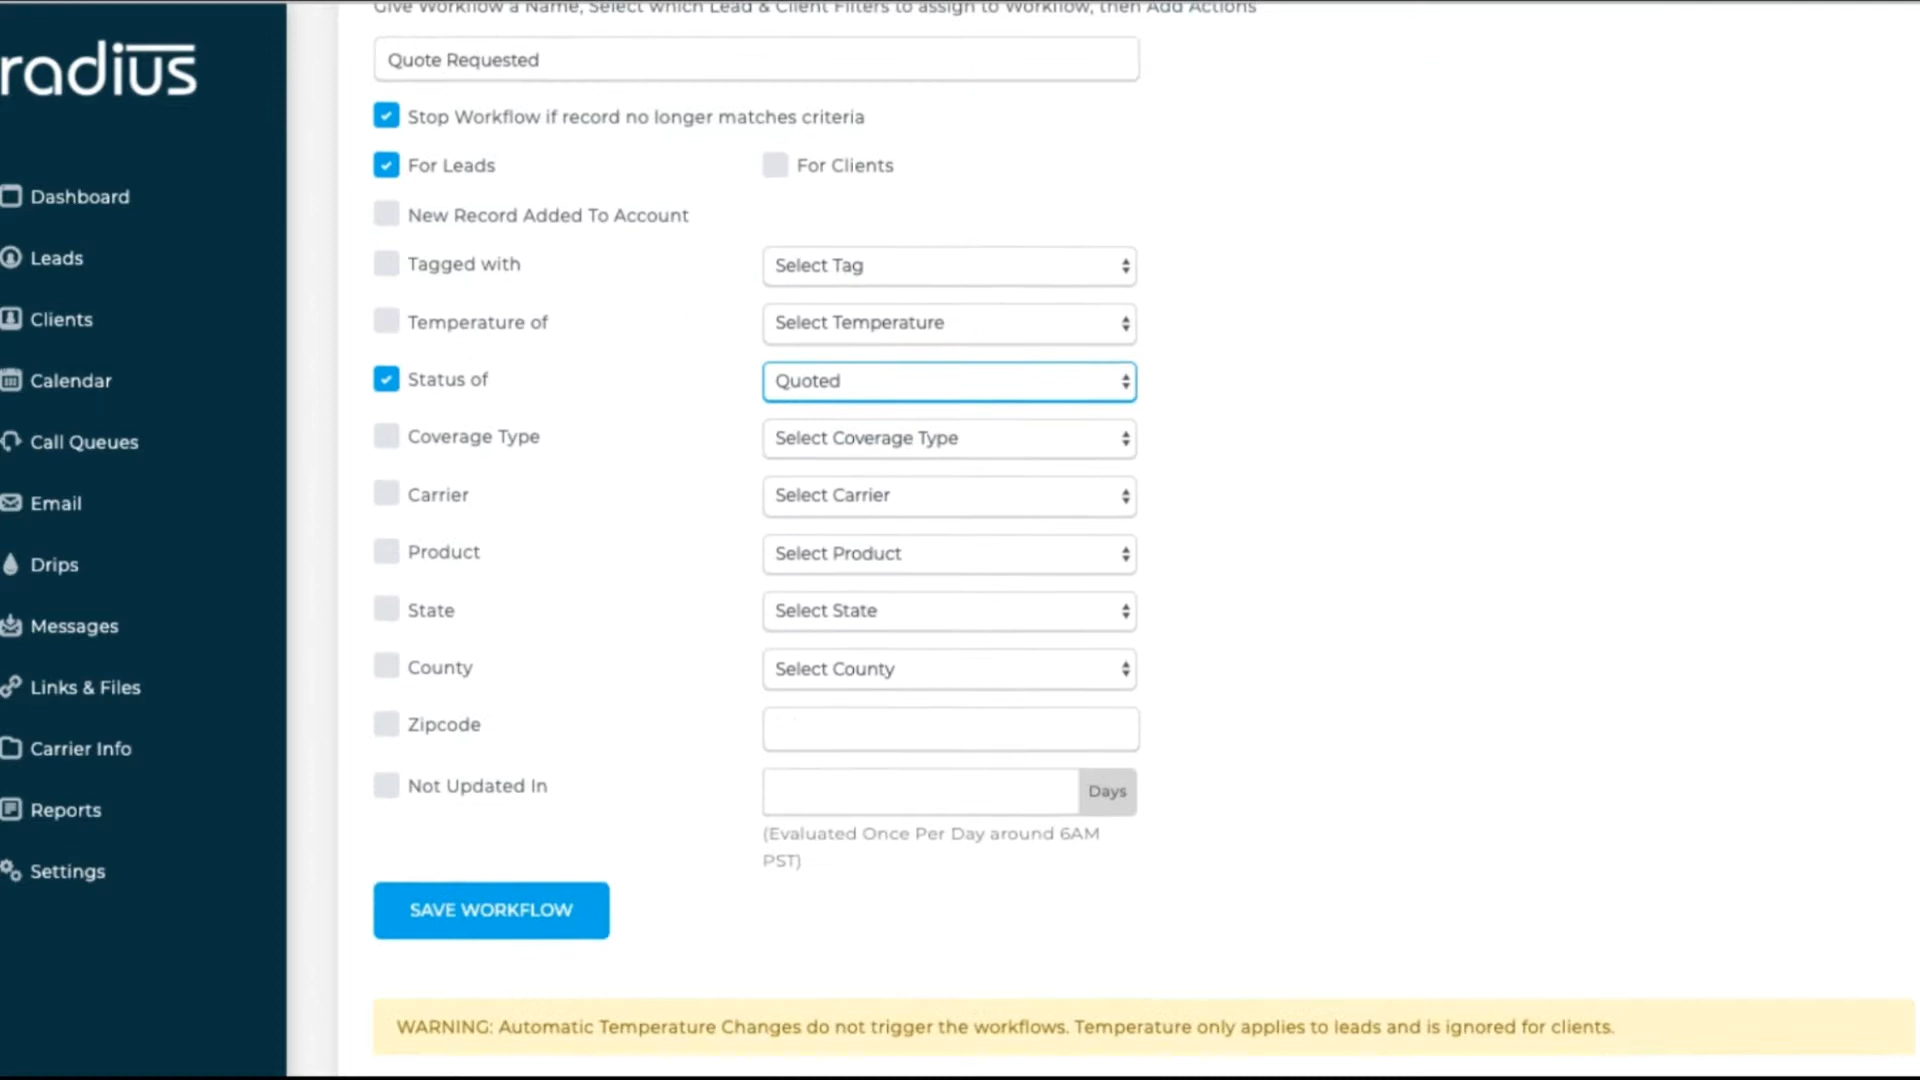 Give Workflow a Name, Select which Lead & Client Filters to assign to Workflow, then Add Actions
radius
Dashboard
Leads
Clients
Calendar
Call Queues
Email
Drips
Messages
Links & Files
Carrier Info
Reports
Settings
Quote Requested
Stop Workflow if record no longer matches criteria
For Leads
For Clients
New Record Added To Account
Tagged with
Select Tag
Temperature of
Select Temperature
Status of
Quoted
Coverage Type
Select Coverage Type
Carrier
Select Carrier
Product
Select Product
State
Select State
County
Select County
Zipcode
Not Updated In
Days
(Evaluated Once Per Day around 6AM
PST)
SAVE WORKFLOW
WARNING: Automatic Temperature Changes do not trigger the workflows. Temperature only applies to leads and is ignored for clients.